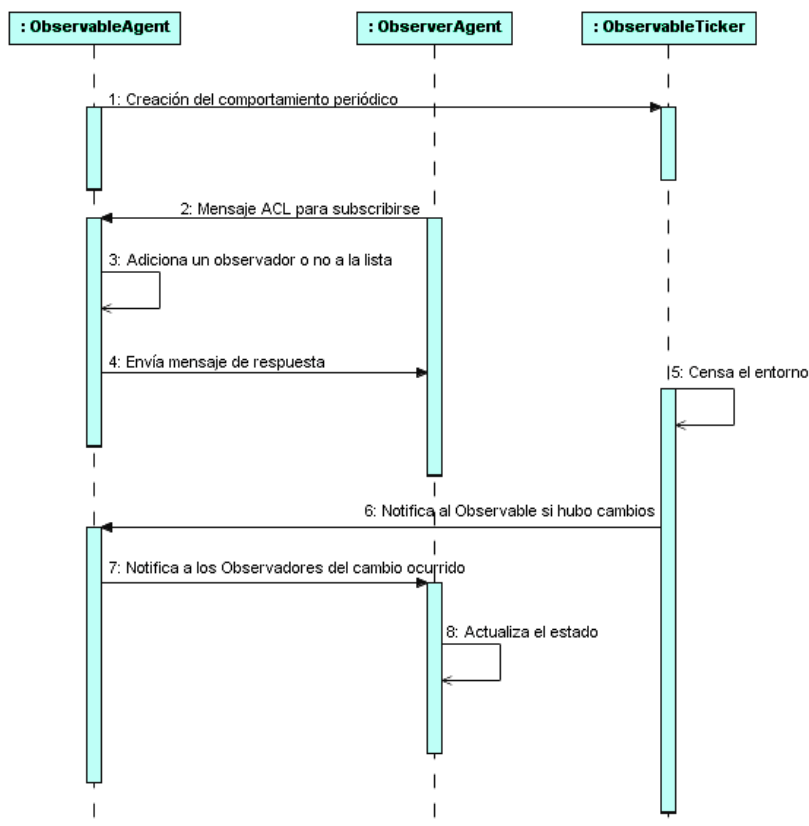 : ObservableAgent
: ObserverAgent
: ObservableTicker
1: Creación del comportamiento periódico
2: Mensaje ACL para subscribirse
3: Adiciona un observador o no a la lista
4: Envía mensaje de respuesta
5: Censa el entorno
6: Notifica al Observable si hubo cambios
7: Notifica a los Observadores del cambio ocurrido
8: Actualiza el estado